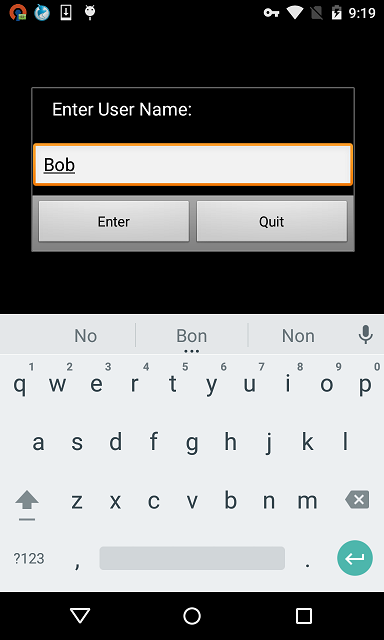 9:19
Enter User Name:
Bob
Enter Quit
No Bon Non
1 2 3 4 5 6 7 8 9 0
q w e r t y u i o p
a s d f g h j k l
z x c v b n m
?123 , .